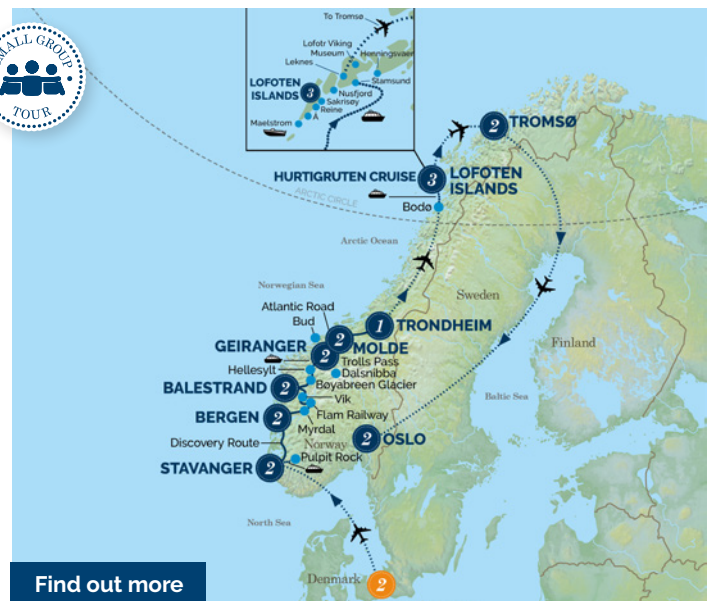 MALL GROUP
TOUR
To Tromsø
Lofotr Viking
Museum
Henningsvaer
Leknes
Stamsund
LOFOTEN
ISLANDS
3
Nusfjord
Sakrisøy
Reine
Å
Maelstrom
2
TROMSØ
HURTIGRUTEN CRUISE
3
LOFOTEN
ISLANDS
ARCTIC CIRCLE
Bodø
Arctic Ocean
Norwegian Sea
Sweden
Atlantic Road
Bud
1
TRONDHEIM
GEIRANGER
2
2
MOLDE
Finland
Trolls Pass
Dalsnibba
Hellesylt
Bøyabreen Glacier
BALESTRAND
2
Vik
Baltic Sea
BERGEN
2
Flam Railway
Myrdal
Discovery Route
Norway
2
OSLO
STAVANGER
2
Pulpit Rock
North Sea
Denmark
2
Find out more